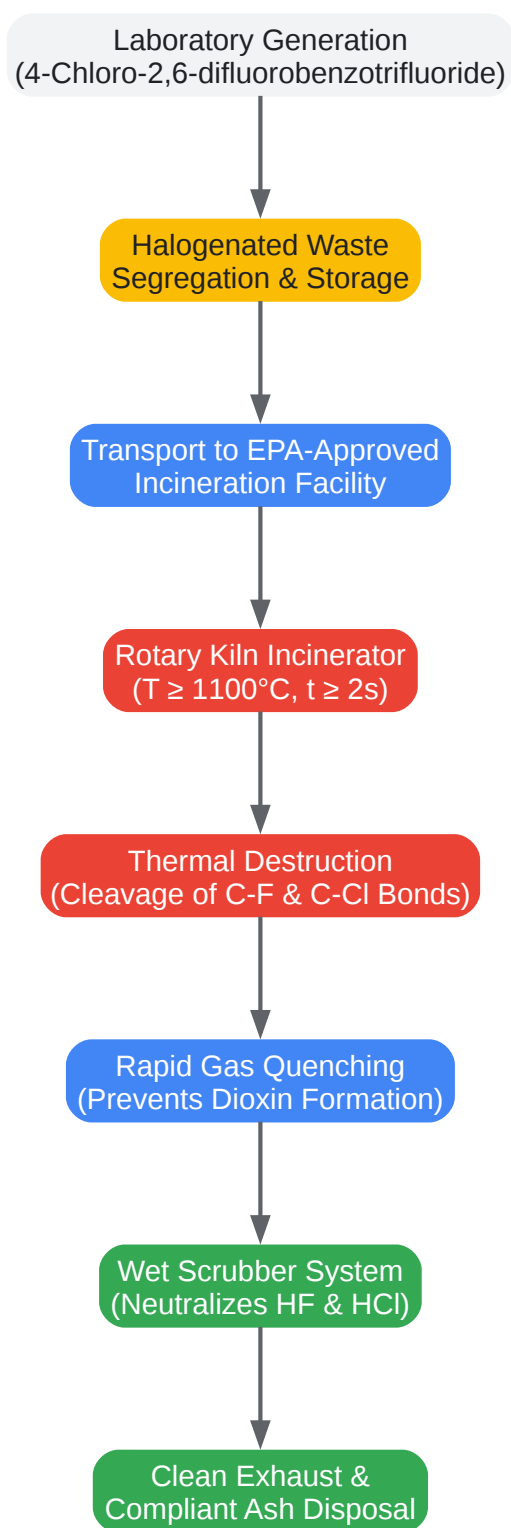 Laboratory Generation
(4-Chloro-2,6-difluorobenzotrifluoride)
Halogenated Waste
Segregation & Storage
Transport to EPA-Approved
Incineration Facility
Rotary Kiln Incinerator
(T ≥ 1100°C, t ≥ 2s)
Thermal Destruction
(Cleavage of C-F & C-Cl Bonds)
Rapid Gas Quenching
(Prevents Dioxin Formation)
Wet Scrubber System
(Neutralizes HF & HCl)
Clean Exhaust &
Compliant Ash Disposal